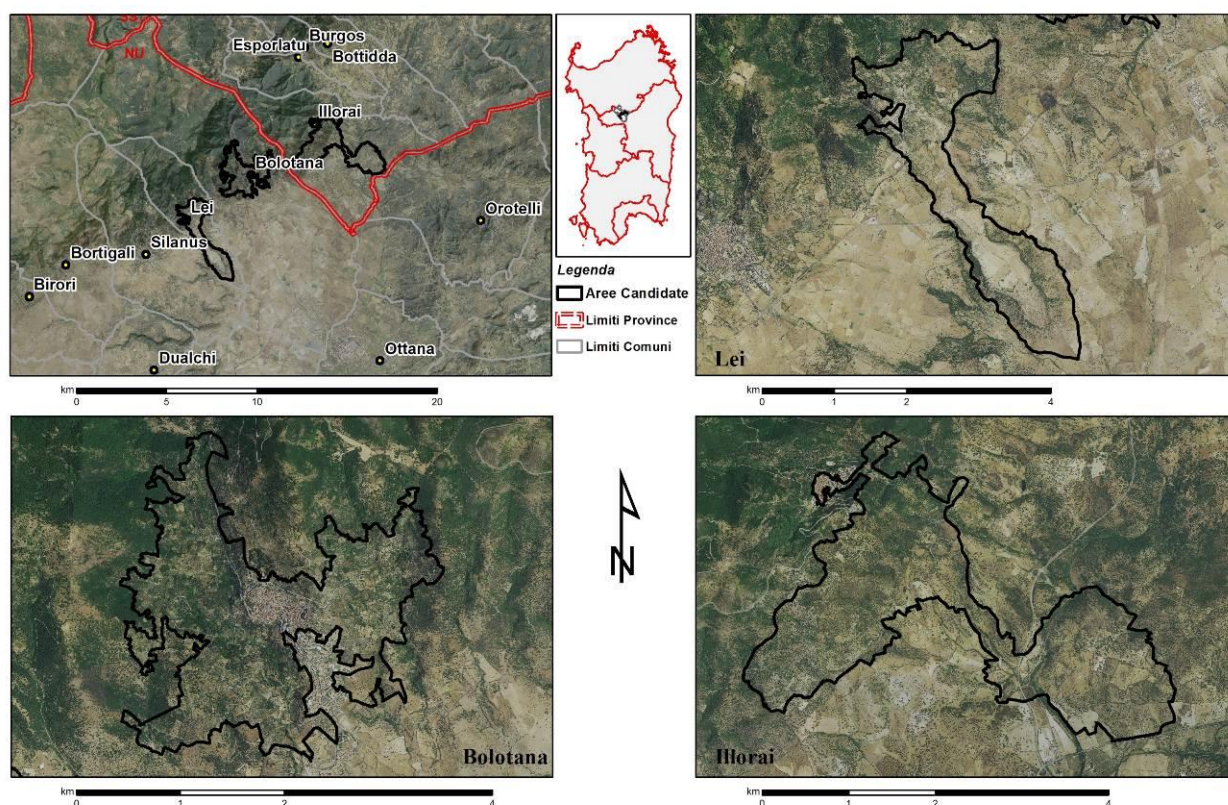 SS
NU
Burgos
Esporlatu
Bottidda
Illorai
Bolotana
Lei
Orotelli
Silanus
Bortigali
Birori
Ottana
Dualchi
km
0 5 10 20
Legenda
Aree Candidate
Limiti Province
Limiti Comuni
Lei
km
0 1 2 4
Bolotana
km
0 1 2 4
N
Illorai
km
0 1 2 4